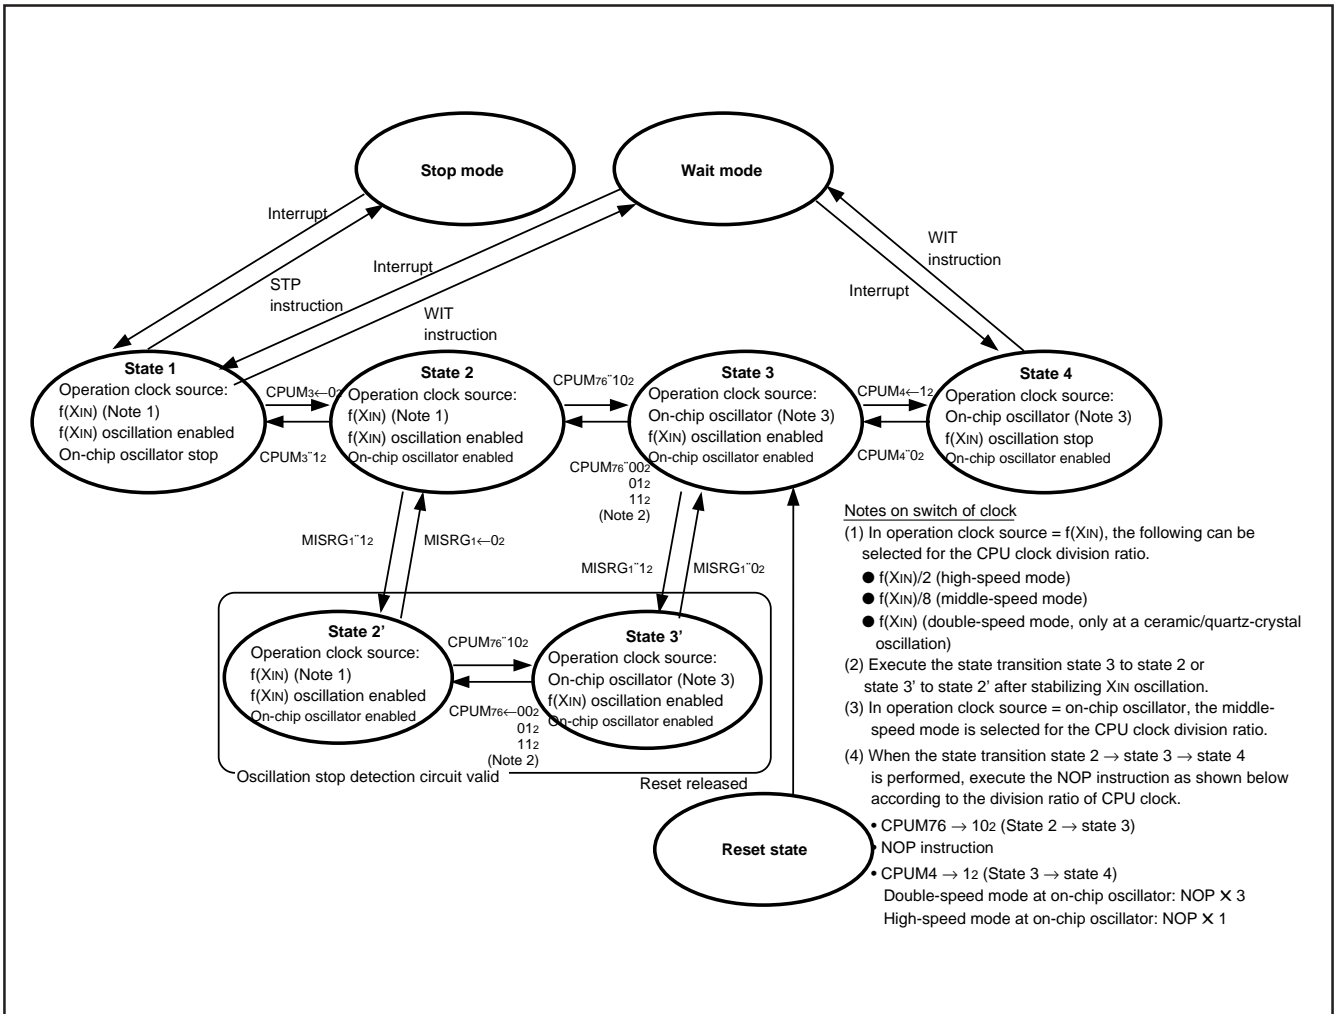 Stop mode
Wait mode
Interrupt
STP
instruction
Interrupt
WIT
instruction
WIT
instruction
Interrupt
State 1
Operation clock source:
f(XIN) (Note 1)
f(XIN) oscillation enabled
On-chip oscillator stop
CPUM3←02
CPUM3¨12
State 2
Operation clock source:
f(XIN) (Note 1)
f(XIN) oscillation enabled
On-chip oscillator enabled
CPUM76¨102
CPUM76¨002
012
112
(Note 2)
State 3
Operation clock source:
On-chip oscillator (Note 3)
f(XIN) oscillation enabled
On-chip oscillator enabled
CPUM4←12
CPUM4¨02
State 4
Operation clock source:
On-chip oscillator (Note 3)
f(XIN) oscillation stop
On-chip oscillator enabled
MISRG1¨12
MISRG1←02
MISRG1¨12
MISRG1¨02
State 2’
Operation clock source:
f(XIN) (Note 1)
f(XIN) oscillation enabled
On-chip oscillator enabled
CPUM76¨102
CPUM76←002
012
112
(Note 2)
State 3’
Operation clock source:
On-chip oscillator (Note 3)
f(XIN) oscillation enabled
On-chip oscillator enabled
Oscillation stop detection circuit valid
Reset released
Reset state
Notes on switch of clock
(1) In operation clock source = f(XIN), the following can be
selected for the CPU clock division ratio.
● f(XIN)/2 (high-speed mode)
● f(XIN)/8 (middle-speed mode)
● f(XIN) (double-speed mode, only at a ceramic/quartz-crystal
oscillation)
(2) Execute the state transition state 3 to state 2 or
state 3’ to state 2’ after stabilizing XIN oscillation.
(3) In operation clock source = on-chip oscillator, the middle-
speed mode is selected for the CPU clock division ratio.
(4) When the state transition state 2 → state 3 → state 4
is performed, execute the NOP instruction as shown below
according to the division ratio of CPU clock.
• CPUM76 → 102 (State 2 → state 3)
• NOP instruction
• CPUM4 → 12 (State 3 → state 4)
Double-speed mode at on-chip oscillator: NOP ✕ 3
High-speed mode at on-chip oscillator: NOP ✕ 1